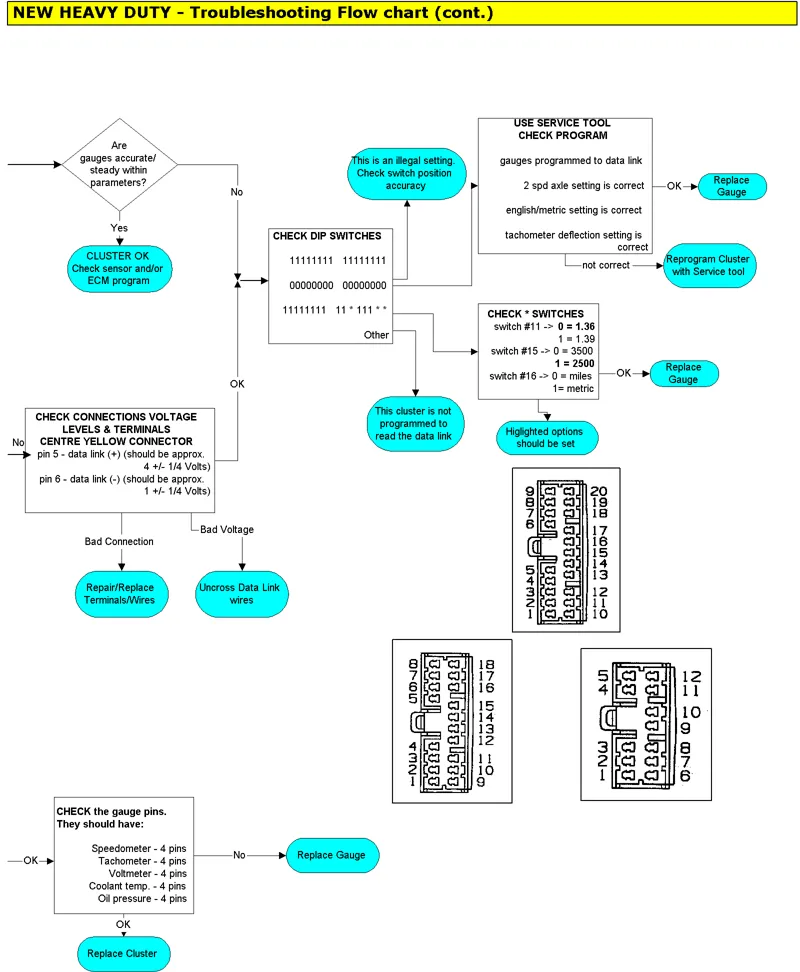 NEW HEAVY DUTY - Troubleshooting Flow chart (cont.)
Are
gauges accurate/
steady within
parameters?
No
Yes
CLUSTER OK
Check sensor and/or
ECM program
This is an illegal setting.
Check switch position
accuracy
USE SERVICE TOOL
CHECK PROGRAM
gauges programmed to data link
2 spd axle setting is correct
english/metric setting is correct
tachometer deflection setting is
correct
OK
Replace
Gauge
not correct
Reprogram Cluster
with Service tool
CHECK DIP SWITCHES
11111111 11111111
00000000 00000000
11111111 11 * 111 * *
Other
CHECK * SWITCHES
switch #11 -> 0 = 1.36
1 = 1.39
switch #15 -> 0 = 3500
1 = 2500
switch #16 -> 0 = miles
1= metric
OK
Replace
Gauge
This cluster is not
programmed to
read the data link
Higlighted options
should be set
OK
No
CHECK CONNECTIONS VOLTAGE
LEVELS & TERMINALS
CENTRE YELLOW CONNECTOR
pin 5 - data link (+) (should be approx.
4 +/- 1/4 Volts)
pin 6 - data link (-) (should be approx.
1 +/- 1/4 Volts)
Bad Connection
Bad Voltage
Repair/Replace
Terminals/Wires
Uncross Data Link
wires
9 20
8 19
7 18
6 17
16
15
5 14
4 13
3 12
2 11
1 10
8 18
7 17
6 16
5 15
14
13
4 12
3 11
2 10
1 9
5 12
4 11
10
9
3 8
2 7
1 6
OK
CHECK the gauge pins.
They should have:
Speedometer - 4 pins
Tachometer - 4 pins
Voltmeter - 4 pins
Coolant temp. - 4 pins
Oil pressure - 4 pins
No
Replace Gauge
OK
Replace Cluster